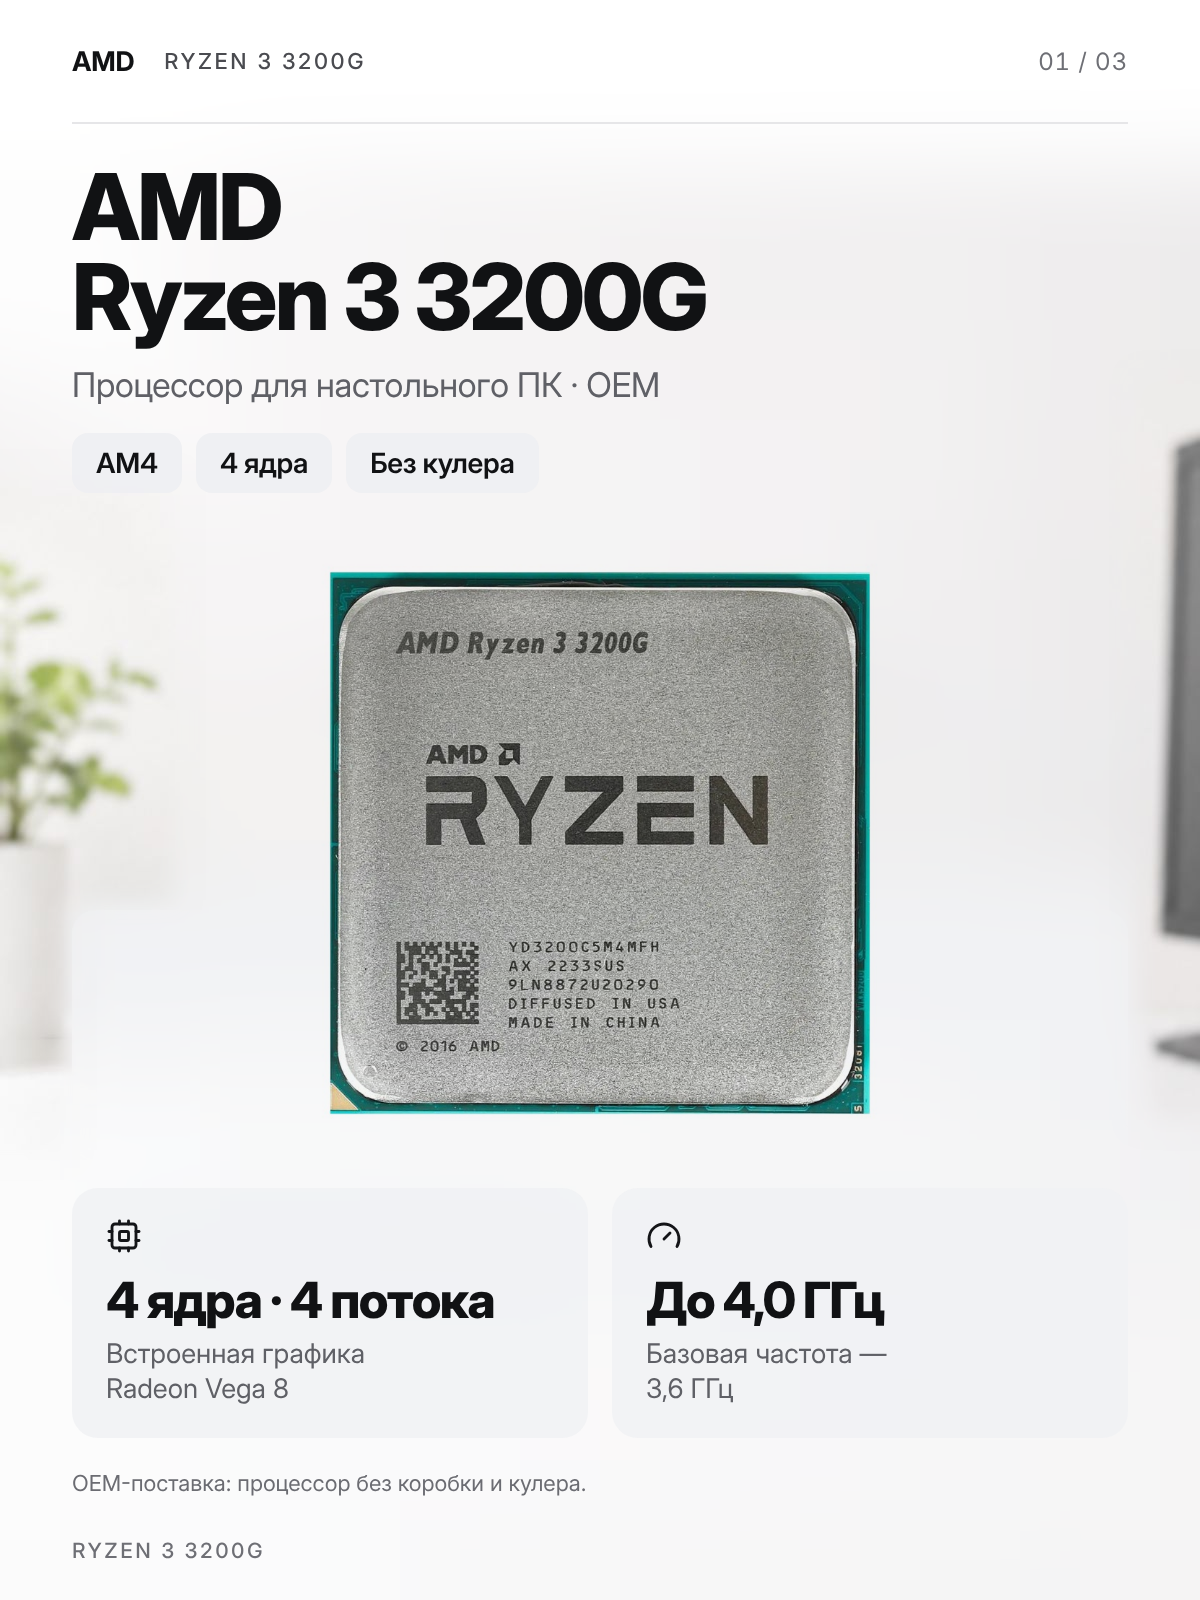 AMD RYZEN 3 3200G 01 / 03
AMD
Ryzen 3 3200G
Процессор для настольного ПК · OEM
AM4 4 ядра Без кулера
AMD Ryzen 3 3200G
AMD
RYZEN
YD3200C5M4MFH
AX 2233SUS
9LN8872U20290
DIFFUSED IN USA
MADE IN CHINA
© 2016 AMD
4 ядра · 4 потока
Встроенная графика
Radeon Vega 8
До 4,0 ГГц
Базовая частота —
3,6 ГГц
OEM-поставка: процессор без коробки и кулера.
RYZEN 3 3200G